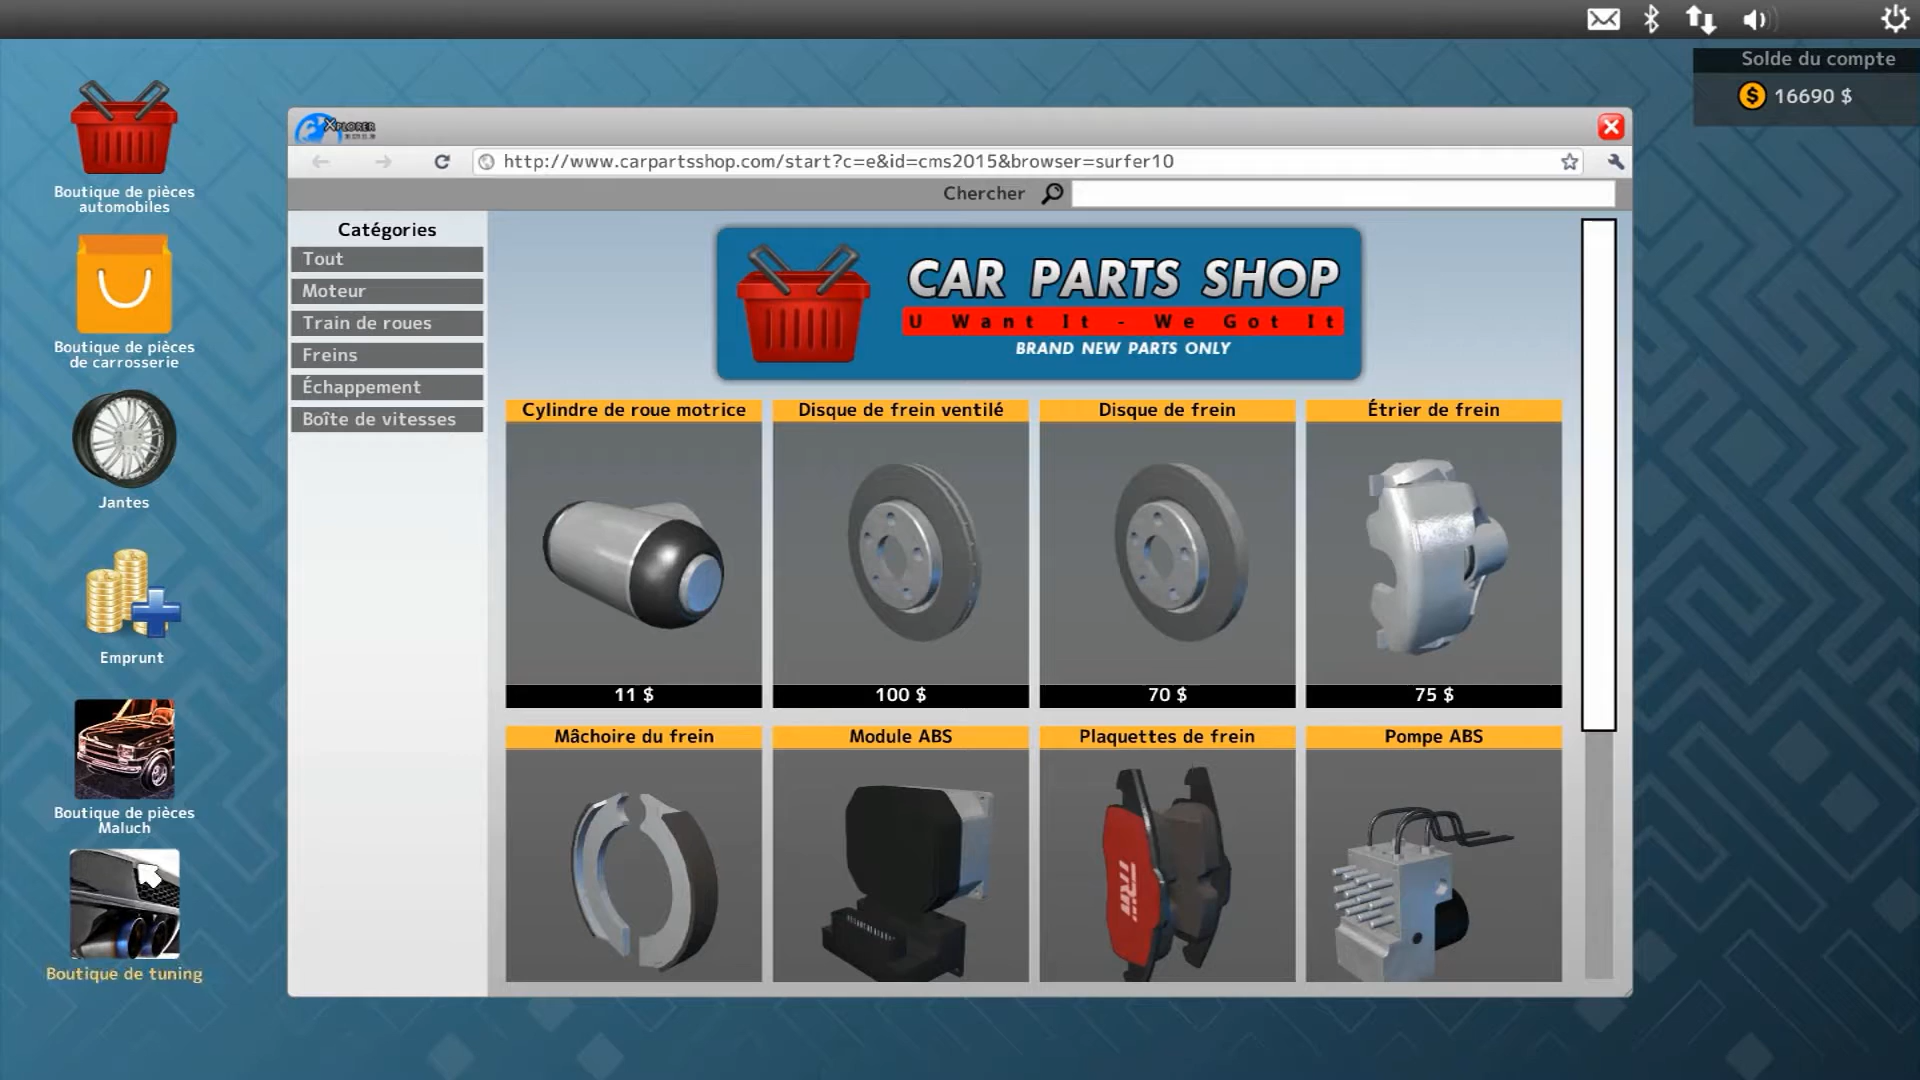 Solde du compte
16690 $
Boutique de pièces
automobiles
Boutique de pièces
de carrosserie
Jantes
Emprunt
Boutique de pièces
Maluch
Boutique de tuning
XPLORER
http://www.carpartsshop.com/start?c=e&id=cms2015&browser=surfer10
Chercher
Catégories
Tout
Moteur
Train de roues
Freins
Échappement
Boîte de vitesses
CAR PARTS SHOP
U Want It - We Got It
BRAND NEW PARTS ONLY
Cylindre de roue motrice
Disque de frein ventilé
Disque de frein
Étrier de frein
11 $
100 $
70 $
75 $
Mâchoire du frein
Module ABS
Plaquettes de frein
Pompe ABS
TRW